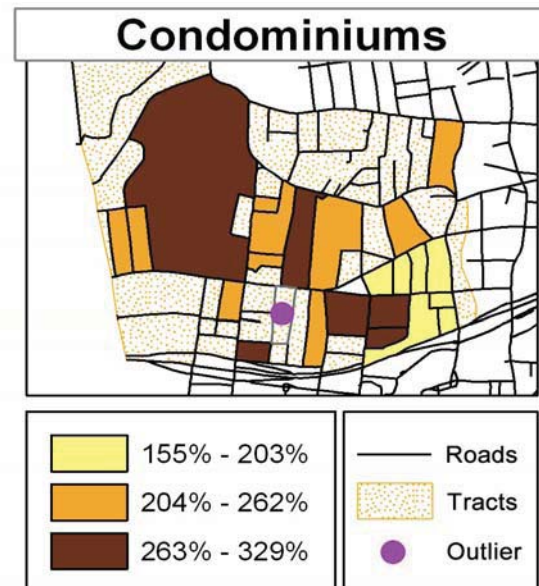 Condominiums
155% - 203%
204% - 262%
263% - 329%
Roads
Tracts
Outlier